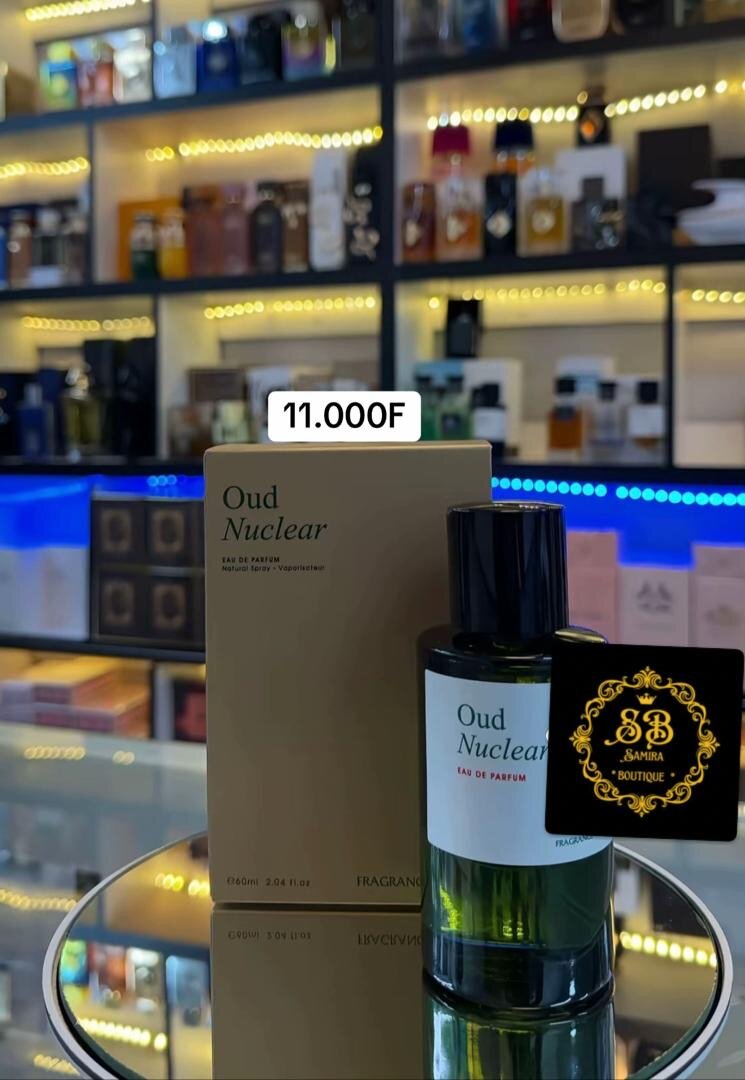 11.000F
Oud
Nuclear
EAU DE PARFUM
Natural Spray - Vaporisateur
℮60ml 2.04 fl.oz
Oud
Nuclear
EAU DE PARFUM
SB
SAMIRA
• BOUTIQUE •